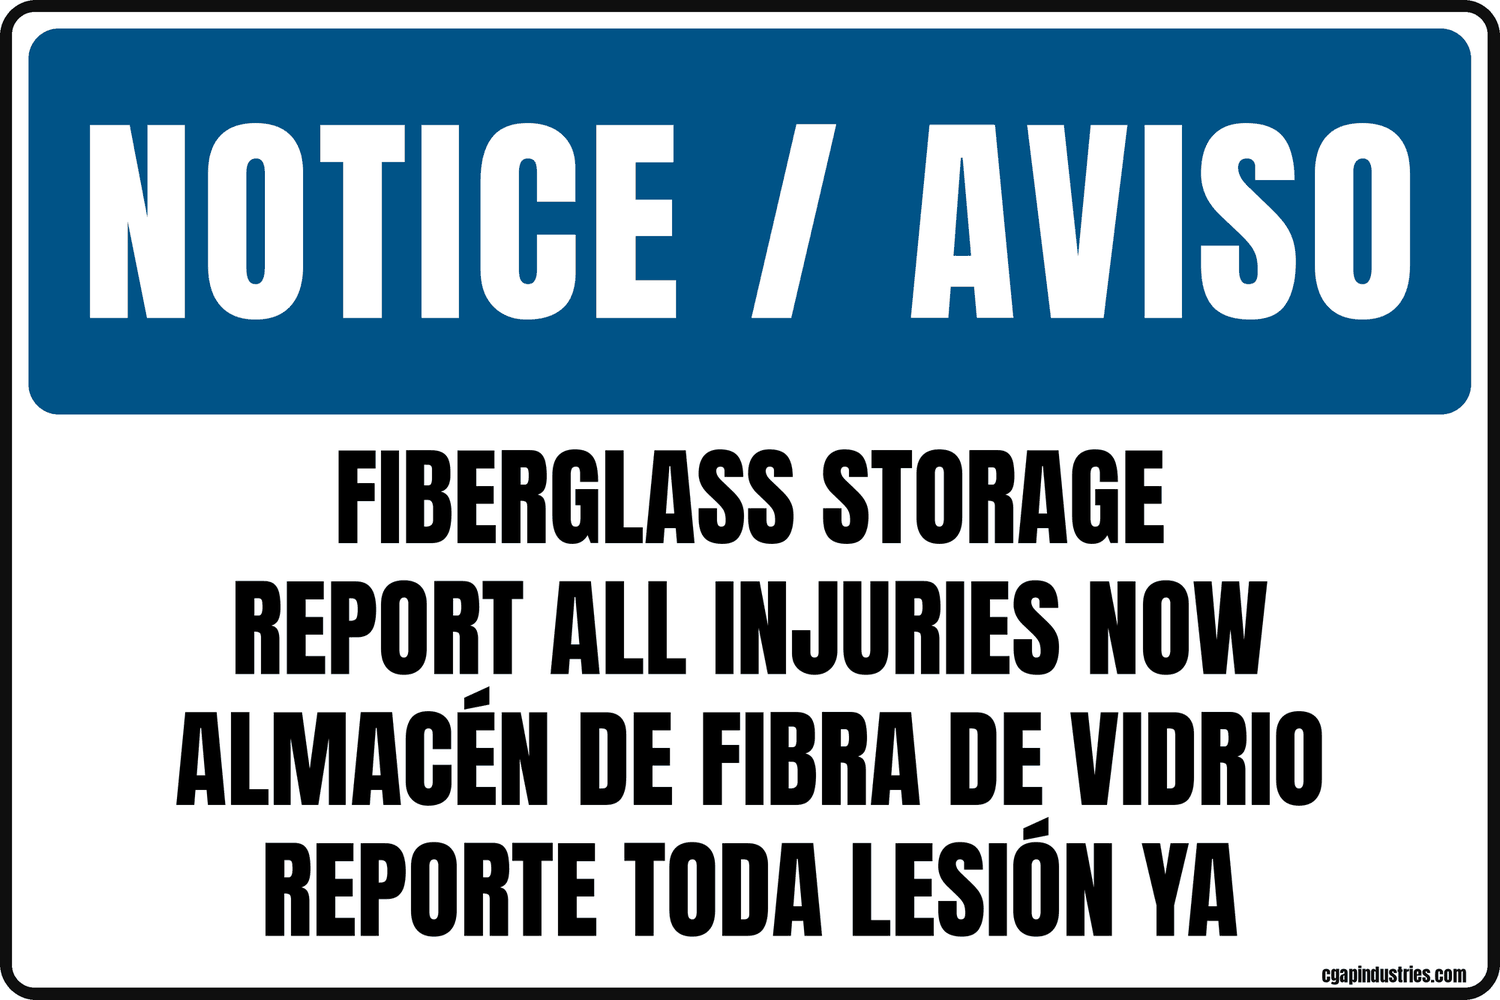 NOTICE / AVISO
FIBERGLASS STORAGE
REPORT ALL INJURIES NOW
ALMACÉN DE FIBRA DE VIDRIO
REPORTE TODA LESIÓN YA
cgapindustries.com